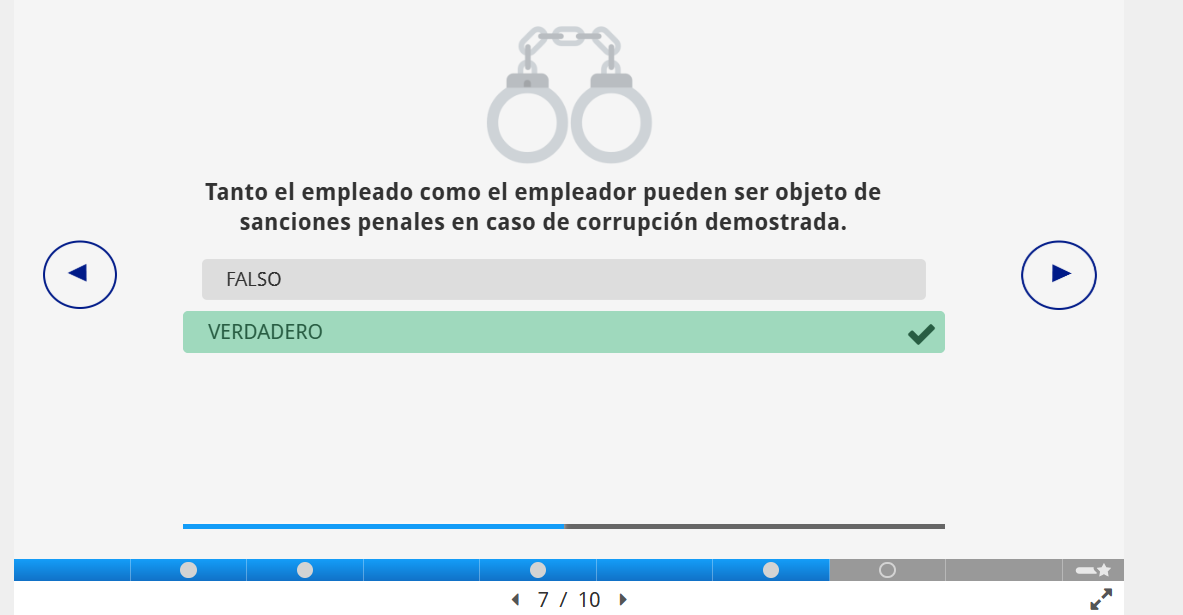 Tanto el empleado como el empleador pueden ser objeto de
sanciones penales en caso de corrupción demostrada.
FALSO
VERDADERO
7 / 10